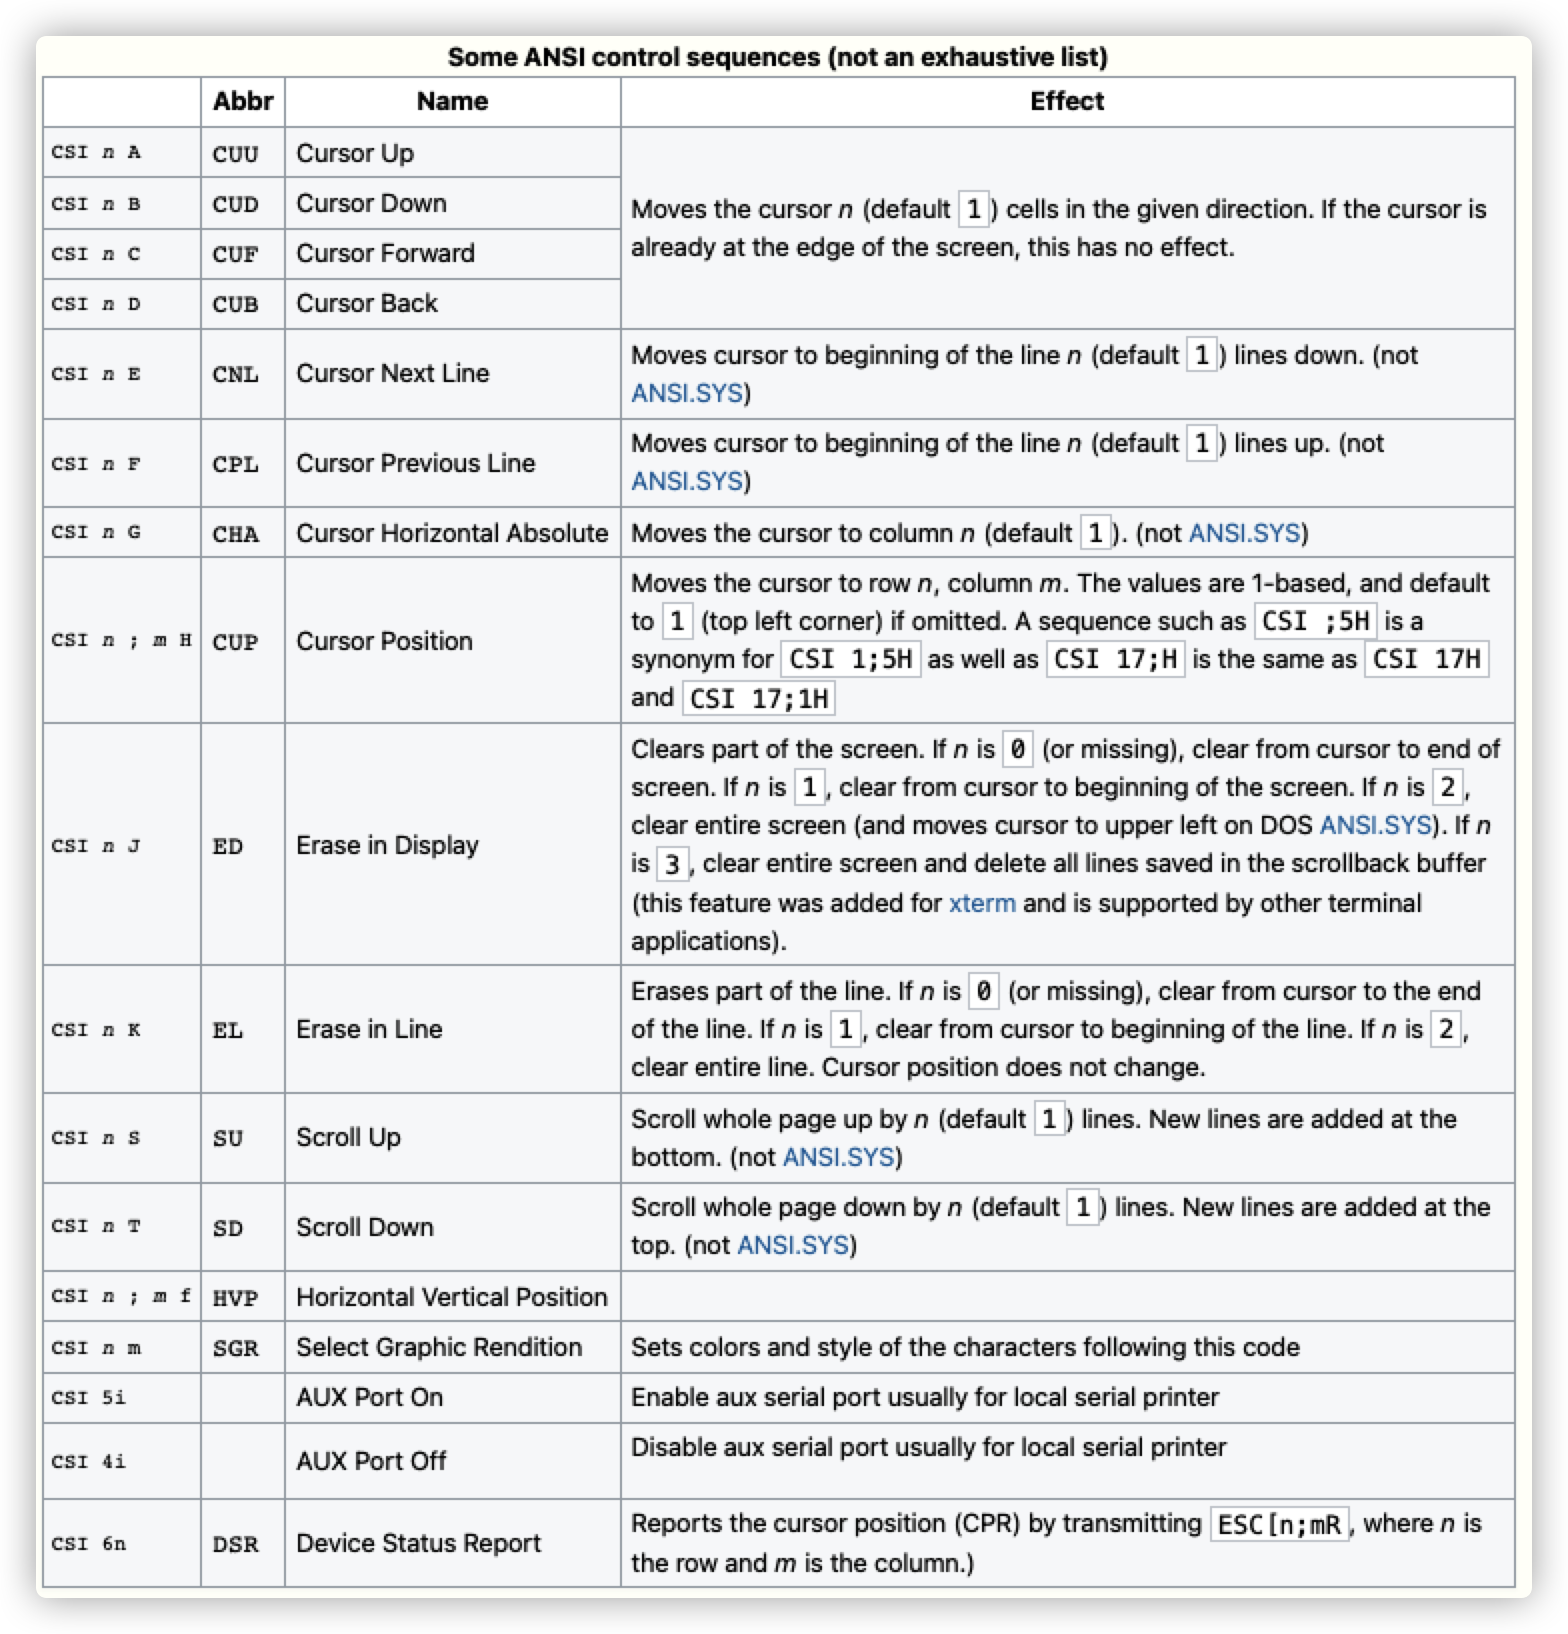 Some ANSI control sequences (not an exhaustive list)
Abbr Name Effect
CSI n A CUU Cursor Up
CSI n B CUD Cursor Down
CSI n C CUF Cursor Forward
CSI n D CUB Cursor Back
Moves the cursor n (default 1) cells in the given direction. If the cursor is
already at the edge of the screen, this has no effect.
CSI n E CNL Cursor Next Line
Moves cursor to beginning of the line n (default 1) lines down. (not
ANSI.SYS)
CSI n F CPL Cursor Previous Line
Moves cursor to beginning of the line n (default 1) lines up. (not
ANSI.SYS)
CSI n G CHA Cursor Horizontal Absolute Moves the cursor to column n (default 1). (not ANSI.SYS)
CSI n ; m H CUP Cursor Position
Moves the cursor to row n, column m. The values are 1-based, and default
to 1 (top left corner) if omitted. A sequence such as CSI ;5H is a
synonym for CSI 1;5H as well as CSI 17;H is the same as CSI 17H
and CSI 17;1H
CSI n J ED Erase in Display
Clears part of the screen. If n is 0 (or missing), clear from cursor to end of
screen. If n is 1, clear from cursor to beginning of the screen. If n is 2,
clear entire screen (and moves cursor to upper left on DOS ANSI.SYS). If n
is 3, clear entire screen and delete all lines saved in the scrollback buffer
(this feature was added for xterm and is supported by other terminal
applications).
CSI n K EL Erase in Line
Erases part of the line. If n is 0 (or missing), clear from cursor to the end
of the line. If n is 1, clear from cursor to beginning of the line. If n is 2,
clear entire line. Cursor position does not change.
CSI n S SU Scroll Up
Scroll whole page up by n (default 1) lines. New lines are added at the
bottom. (not ANSI.SYS)
CSI n T SD Scroll Down
Scroll whole page down by n (default 1) lines. New lines are added at the
top. (not ANSI.SYS)
CSI n ; m f HVP Horizontal Vertical Position
CSI n m SGR Select Graphic Rendition Sets colors and style of the characters following this code
CSI 5i AUX Port On Enable aux serial port usually for local serial printer
CSI 4i AUX Port Off Disable aux serial port usually for local serial printer
CSI 6n DSR Device Status Report
Reports the cursor position (CPR) by transmitting ESC[n;mR, where n is
the row and m is the column.)